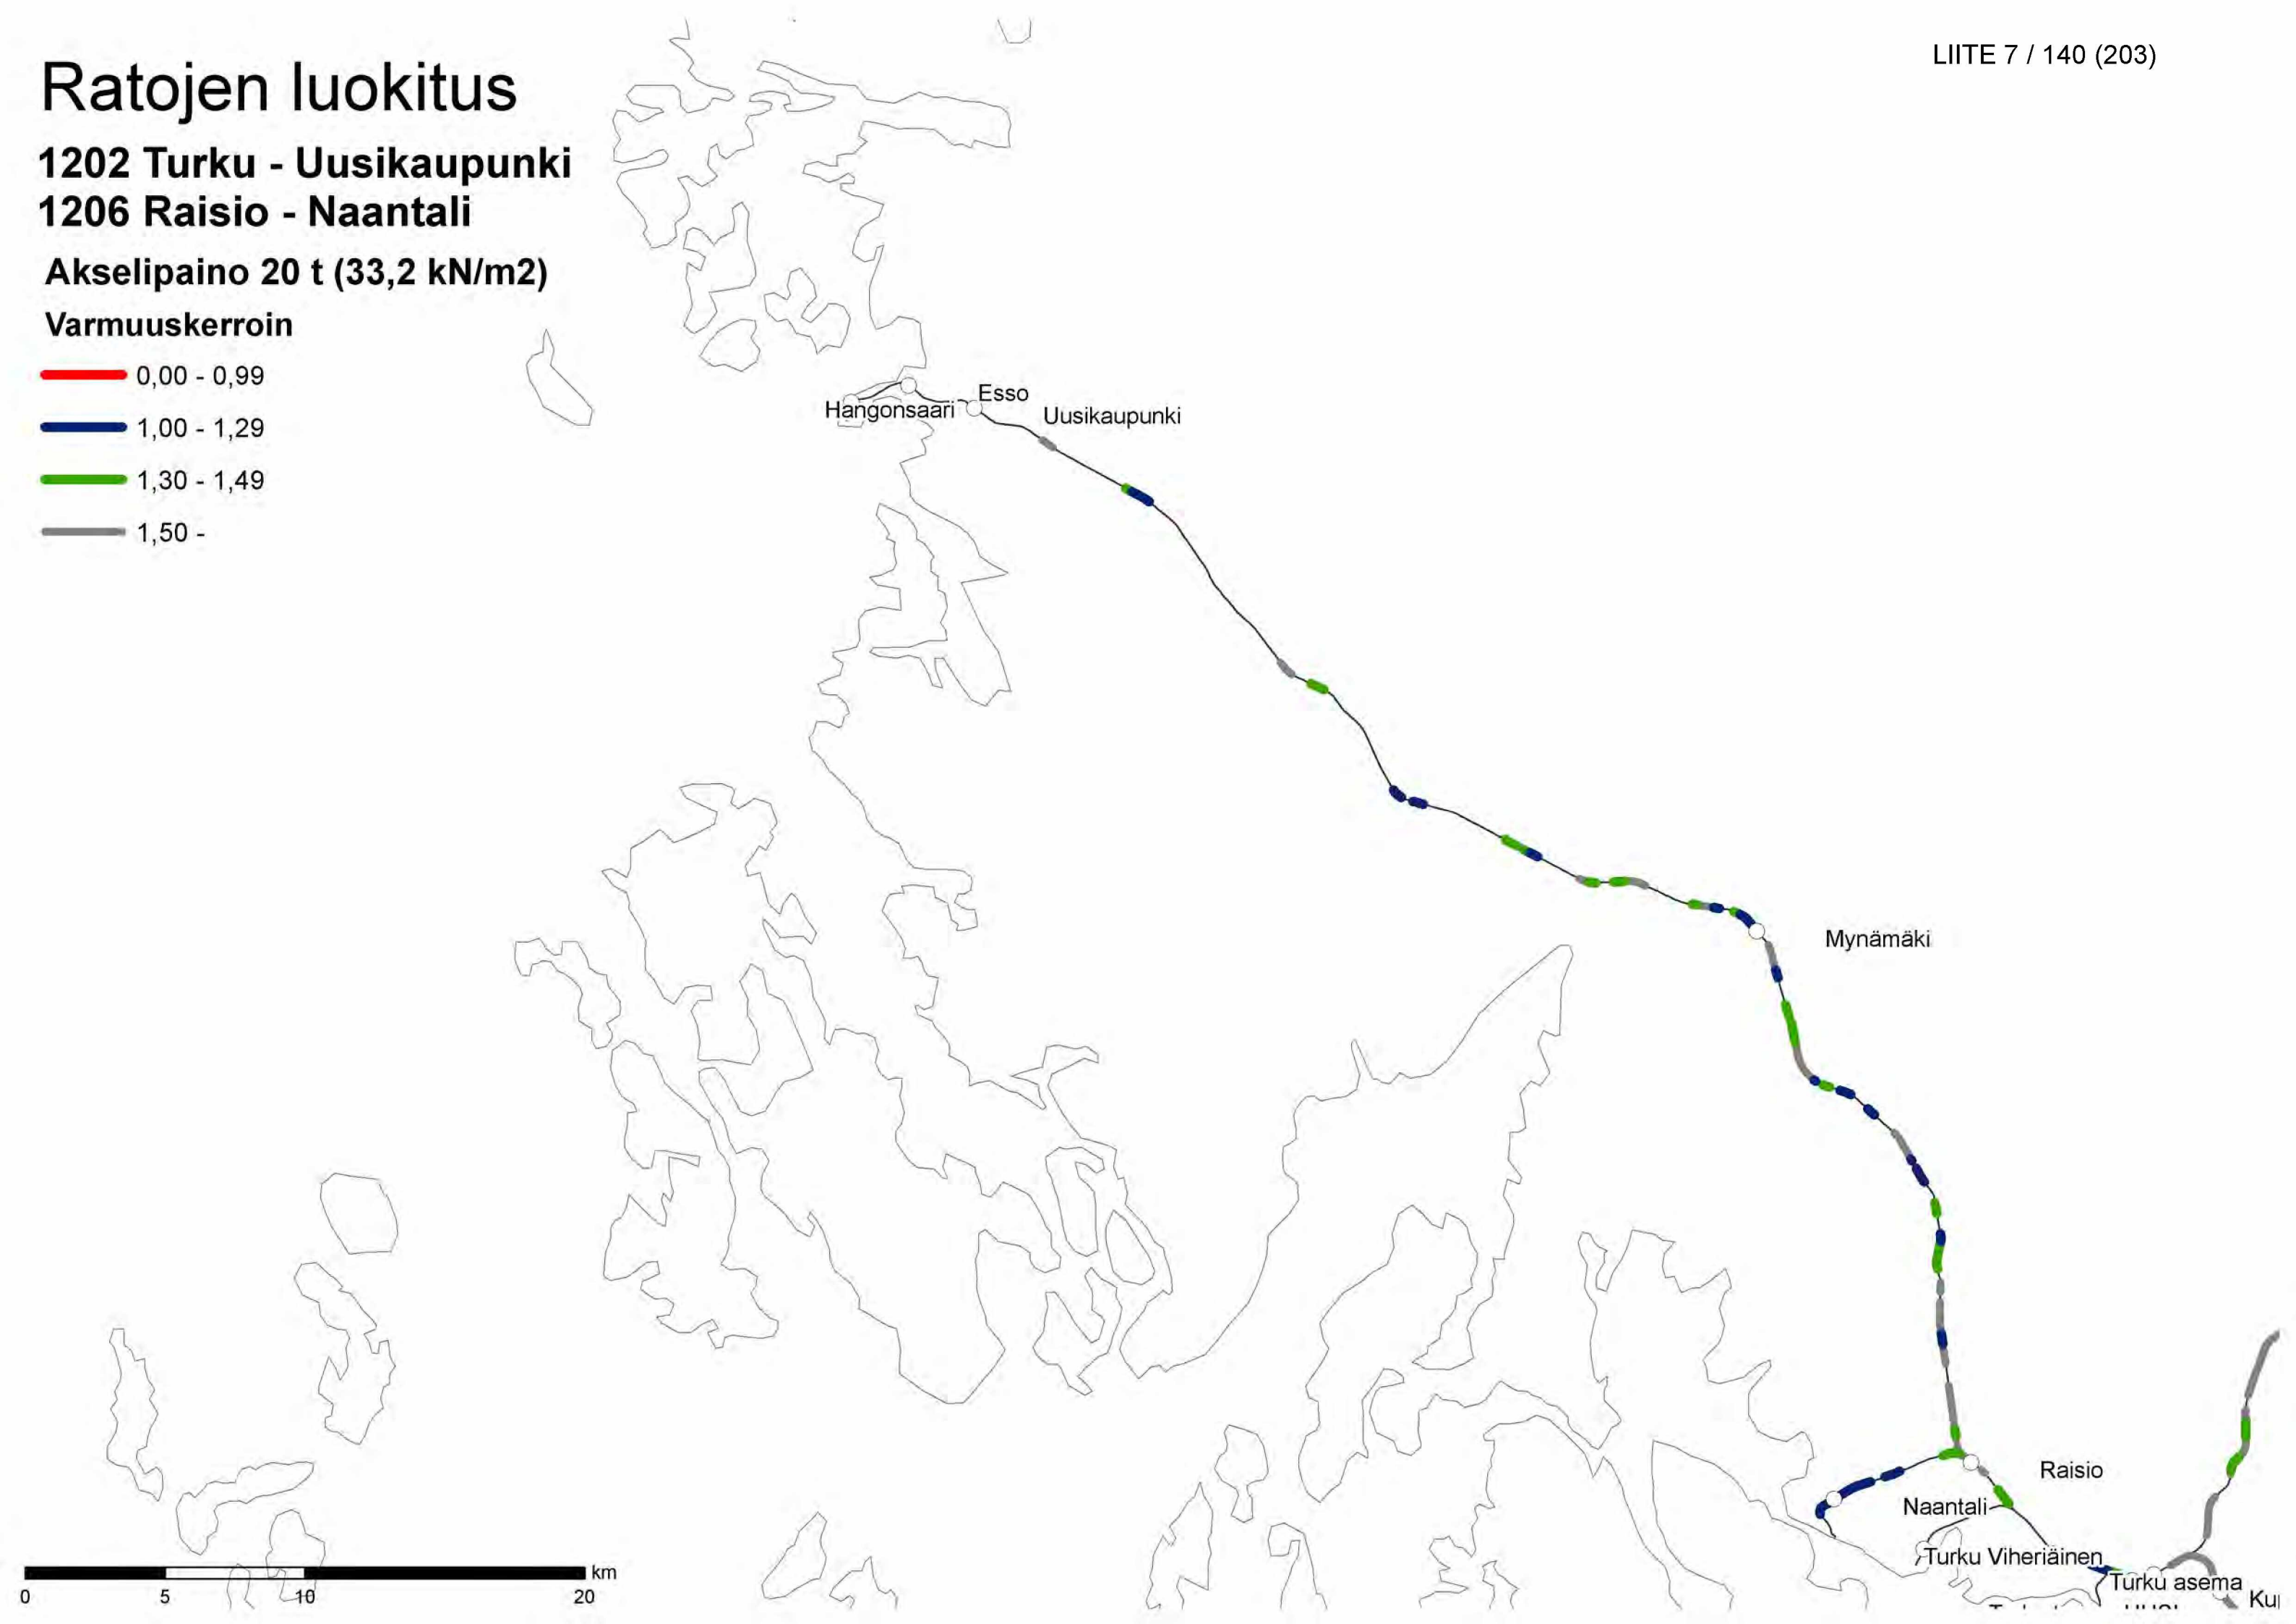 LIITE 7 / 140 (203)
Ratojen luokitus
1202 Turku - Uusikaupunki
1206 Raisio - Naantali
Akselipaino 20 t (33,2 kN/m2)
Varmuuskerroin
0,00 - 0,99
1,00 - 1,29
1,30 - 1,49
1,50 -
Esso
Hangonsaari
Uusikaupunki
Mynämäki
Raisio
Naantali
Turku Viheriäinen
Turku asema
km
0 5 10 20